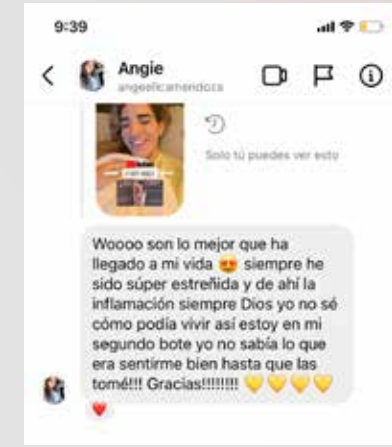 9:39
Angie
angeelicamendoza
Solo tú puedes ver esto
Woooo son lo mejor que ha
llegado a mi vida 😍 siempre he
sido súper estreñida y de ahí la
inflamación siempre Dios yo no sé
cómo podía vivir así estoy en mi
segundo bote yo no sabía lo que
era sentirme bien hasta que las
tomé!!! Gracias!!!!!!!! 💛💛💛💛